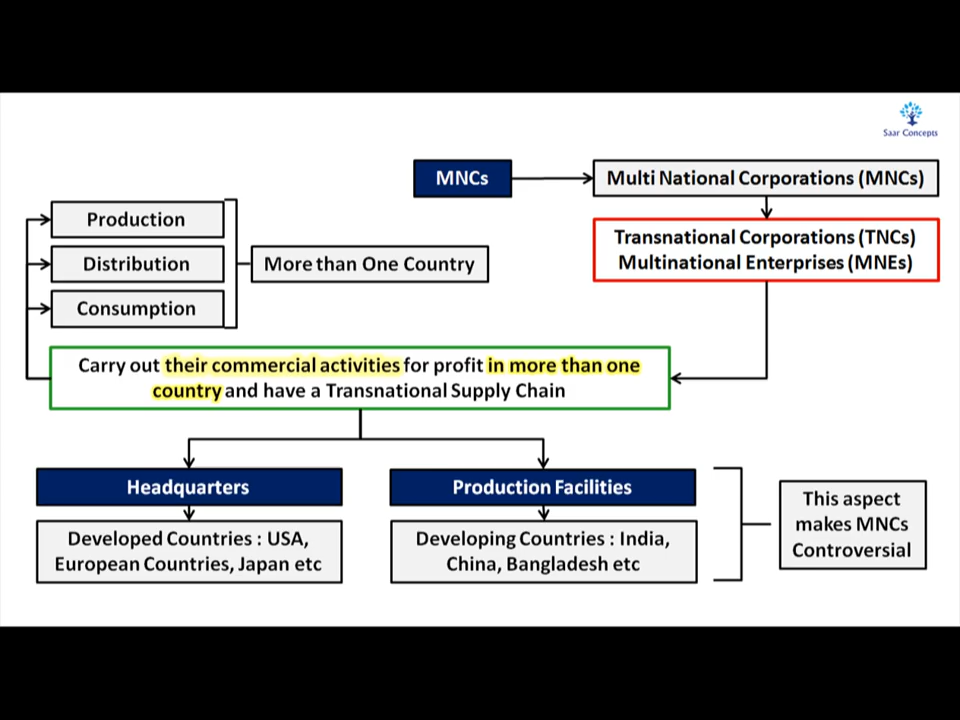 Saar Concepts
MNCs
Multi National Corporations (MNCs)
Transnational Corporations (TNCs)
Multinational Enterprises (MNEs)
Production
Distribution
Consumption
More than One Country
Carry out their commercial activities for profit in more than one
country and have a Transnational Supply Chain
Headquarters
Developed Countries : USA,
European Countries, Japan etc
Production Facilities
Developing Countries : India,
China, Bangladesh etc
This aspect
makes MNCs
Controversial